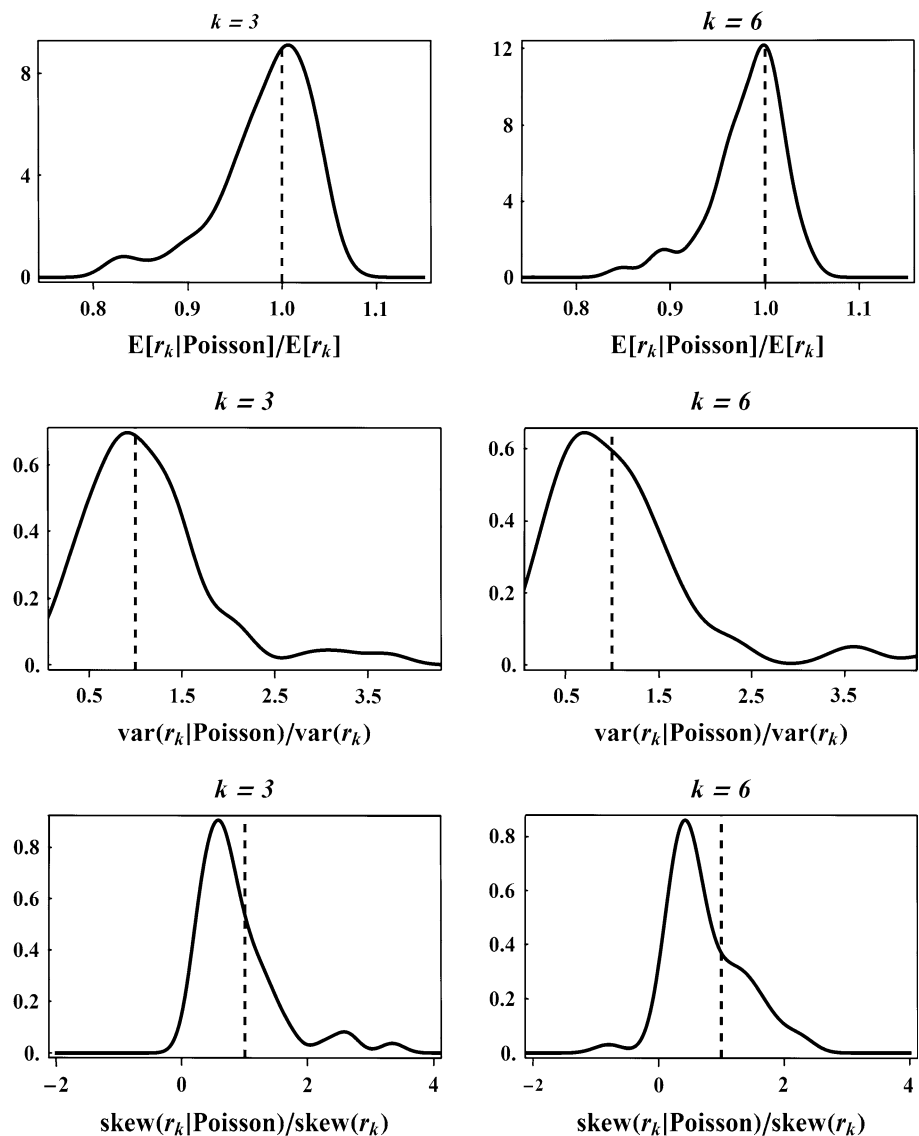 k = 3
8
4
0
0.8 0.9 1.0 1.1
E[r_k|Poisson]/E[r_k]
k = 6
12
8
4
0
0.8 0.9 1.0 1.1
E[r_k|Poisson]/E[r_k]
k = 3
0.6
0.4
0.2
0.
0.5 1.5 2.5 3.5
var(r_k|Poisson)/var(r_k)
k = 6
0.6
0.4
0.2
0.
0.5 1.5 2.5 3.5
var(r_k|Poisson)/var(r_k)
k = 3
0.8
0.6
0.4
0.2
0.
−2 0 2 4
skew(r_k|Poisson)/skew(r_k)
k = 6
0.8
0.6
0.4
0.2
0.
−2 0 2 4
skew(r_k|Poisson)/skew(r_k)